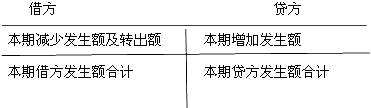 借方 贷方
本期减少发生额及转出额 本期增加发生额
本期借方发生额合计 本期贷方发生额合计